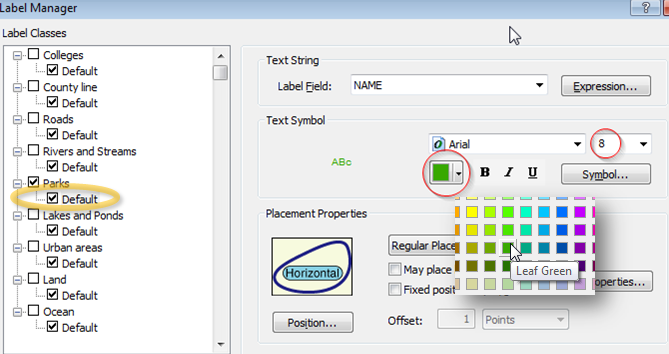 Label Manager
?
Label Classes
Colleges
Default
County line
Default
Roads
Default
Rivers and Streams
Default
Parks
Default
Lakes and Ponds
Default
Urban areas
Default
Land
Default
Ocean
Default
Text String
Label Field:
NAME
Expression...
Text Symbol
ABc
O Arial
8
B I U
Symbol...
Placement Properties
Horizontal
Position...
Regular Place
May place
Fixed posit
Leaf Green
operties...
Offset:
1
Points